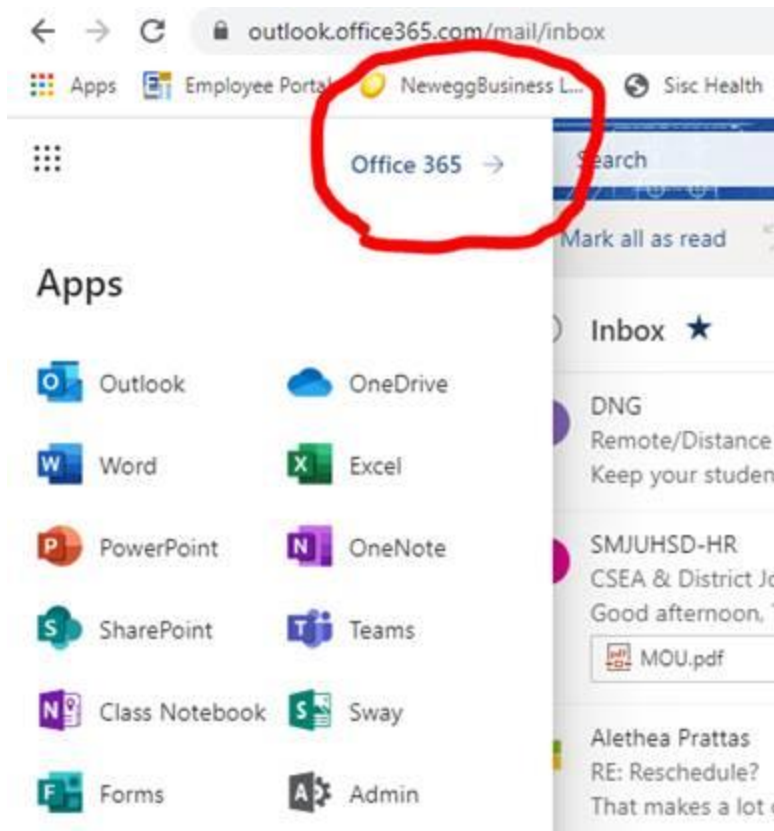 outlook.office365.com/mail/inbox
Apps Employee Portal NeweggBusiness L... Sisc Health
Office 365 →
Search
Mark all as read
Apps
Inbox ★
Outlook OneDrive
DNG
Remote/Distance
Keep your studen
Word Excel
PowerPoint OneNote
SMJUHSD-HR
CSEA & District
Good afternoon,
MOU.pdf
SharePoint Teams
Class Notebook Sway
Alethea Prattas
RE: Reschedule?
That makes a lot
Forms Admin